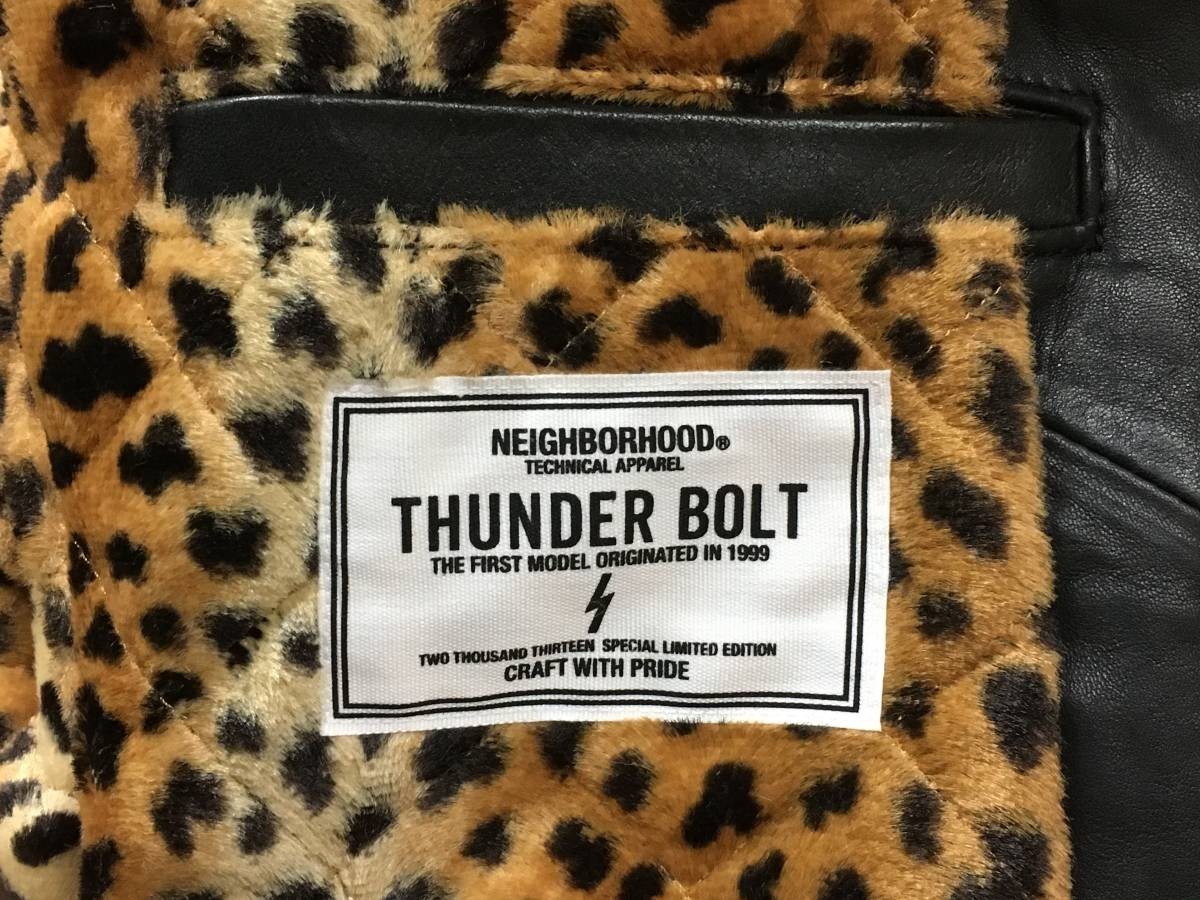 NEIGHBORHOOD®
TECHNICAL APPAREL
THUNDER BOLT
THE FIRST MODEL ORIGINATED IN 1999
TWO THOUSAND THIRTEEN SPECIAL LIMITED EDITION
CRAFT WITH PRIDE